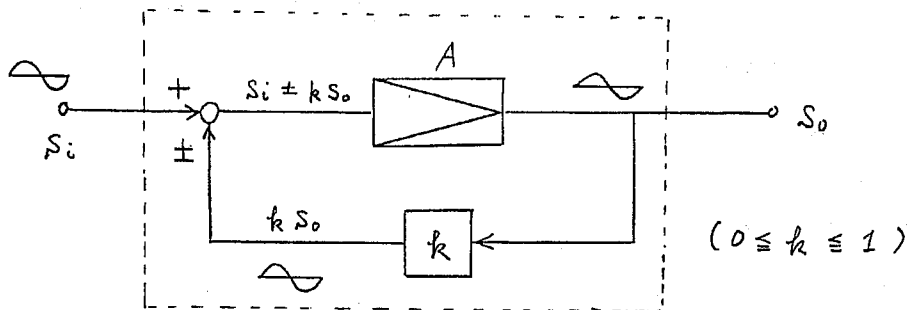 A
+
Si ± kSo
Si
±
So
kSo
k
(0 ≦ k ≦ 1)